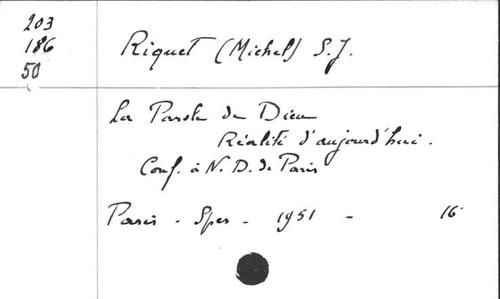 203
186
50
Riquet (Michel) S.J.
La Parole de Dieu
Réalité d'aujourd'hui.
Conf. à N.D. de Paris
Paris - Spes - 1951 - 16